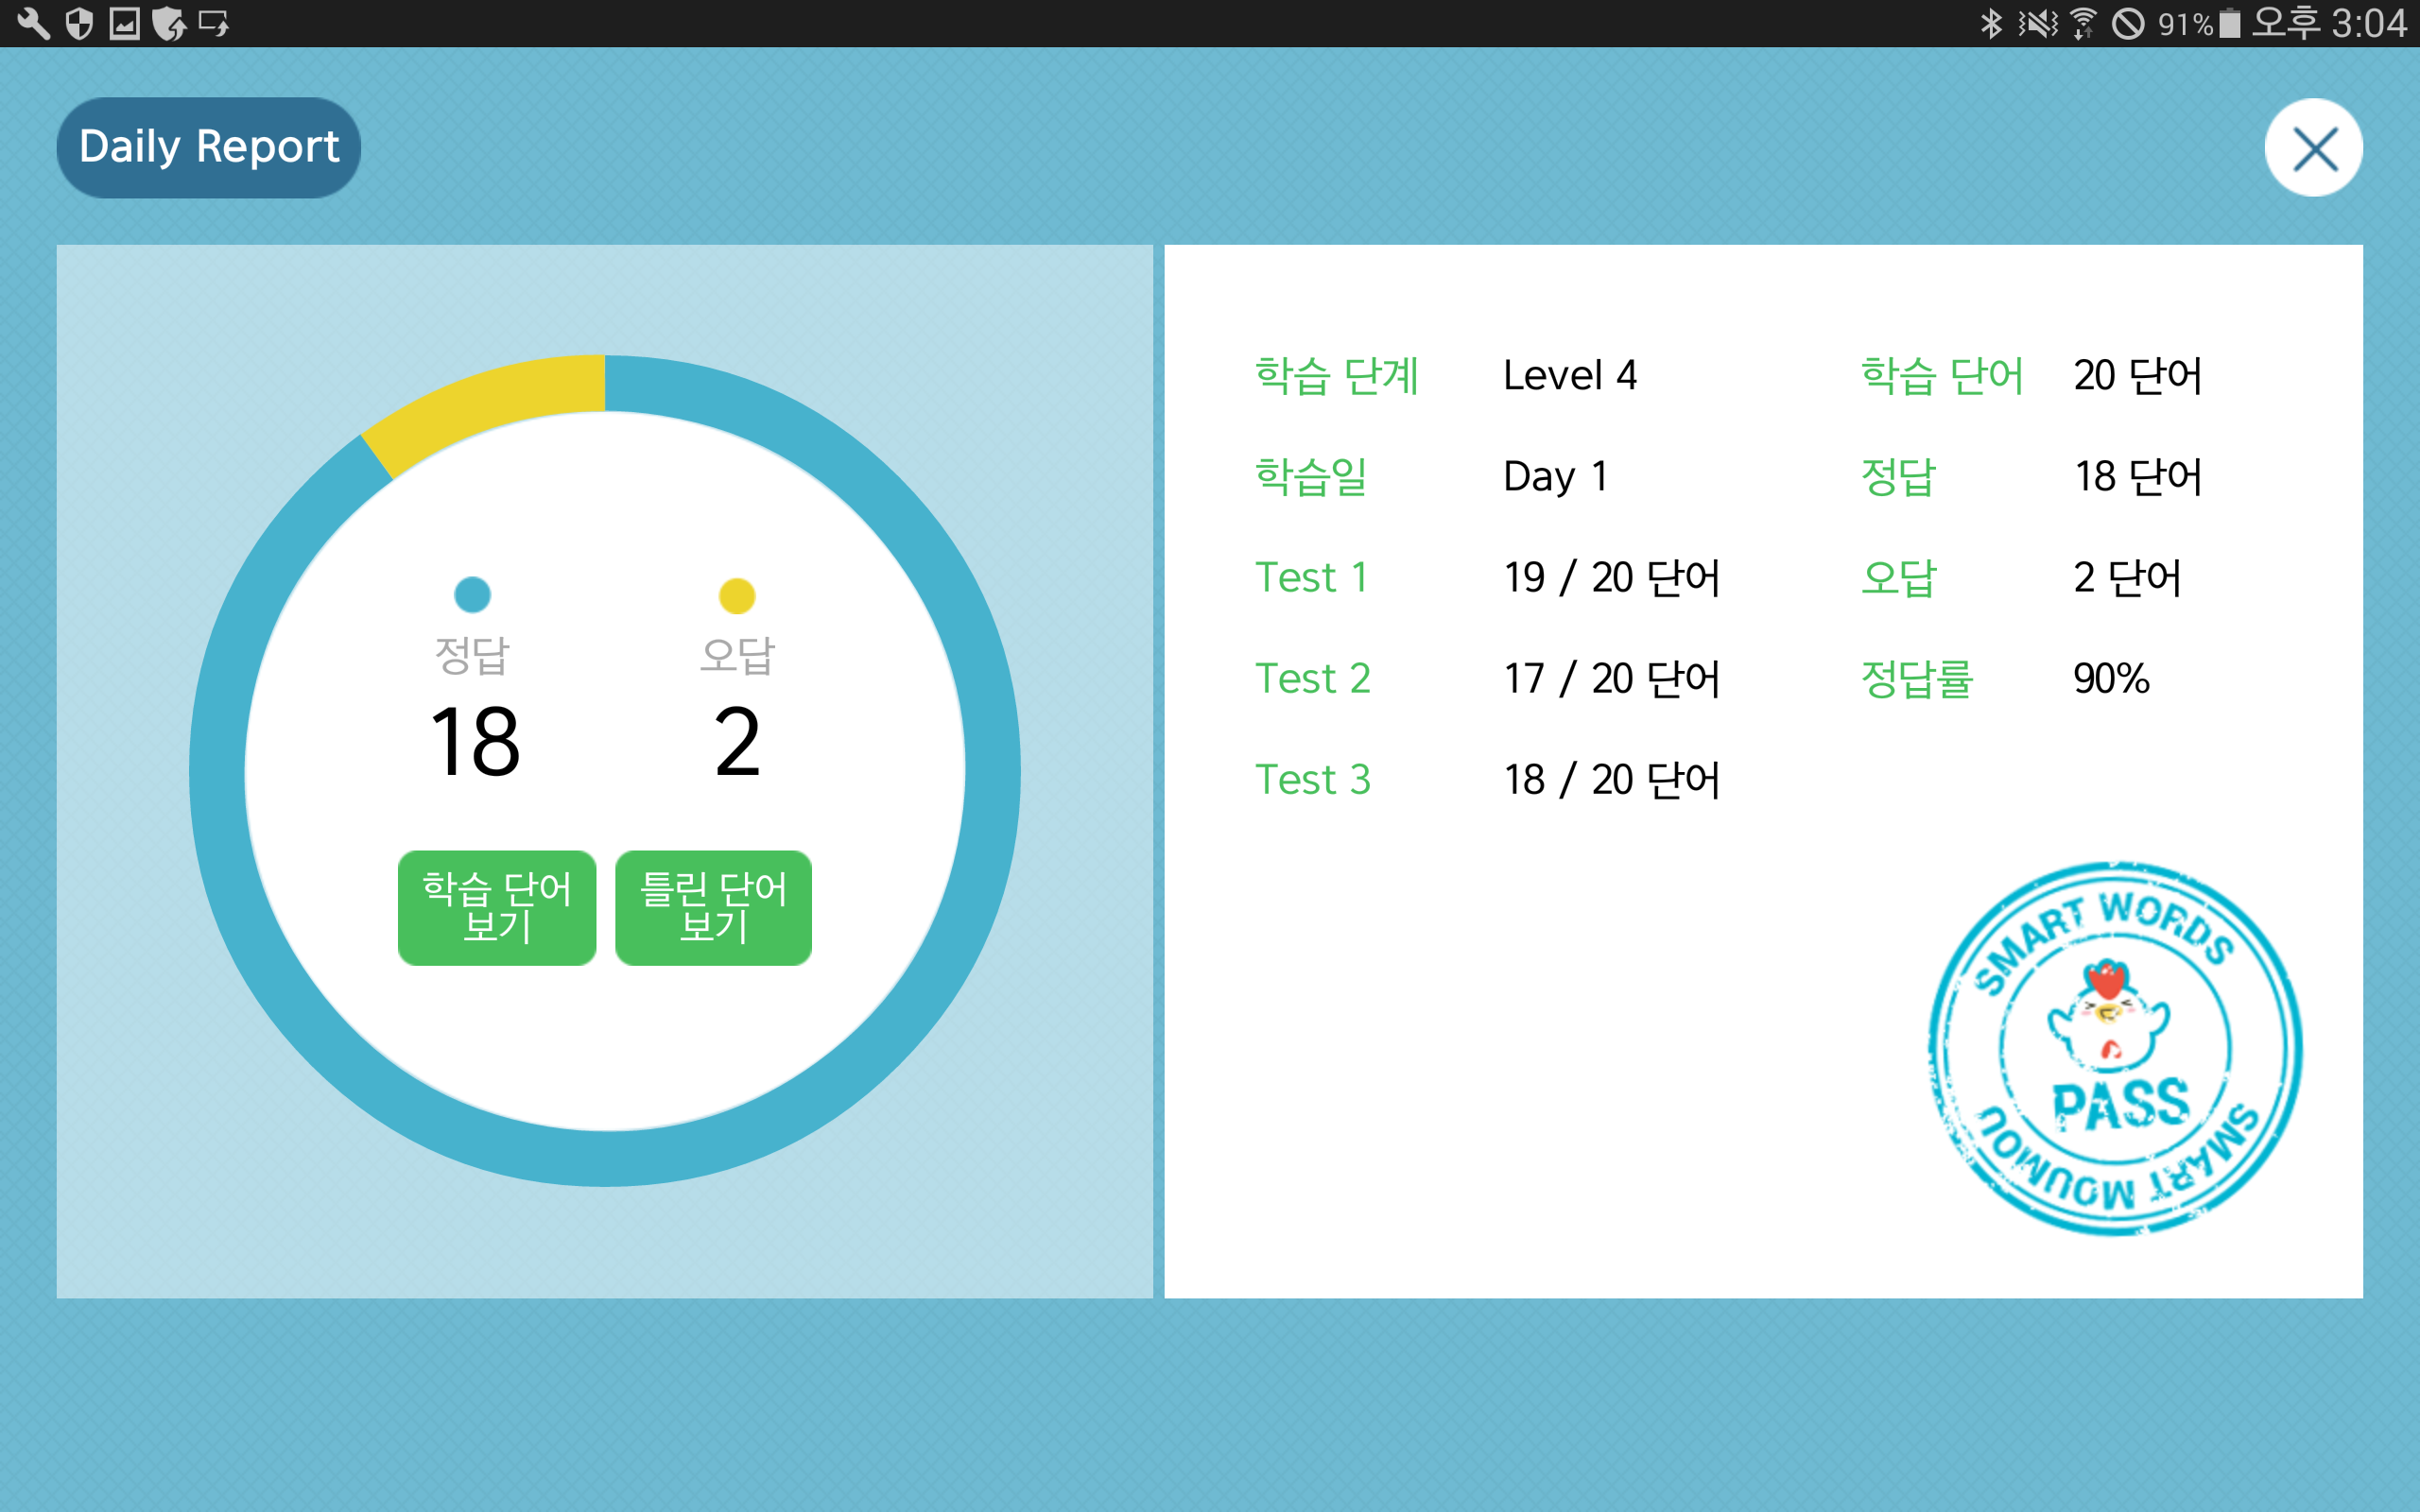 91% 오후 3:04
Daily Report
정답 오답
18 2
학습 단어 보기
틀린 단어 보기
학습 단계 Level 4 학습 단어 20 단어
학습일 Day 1 정답 18 단어
Test 1 19 / 20 단어 오답 2 단어
Test 2 17 / 20 단어 정답률 90%
Test 3 18 / 20 단어
SMART WORDS
PASS
SMART MOUMOU